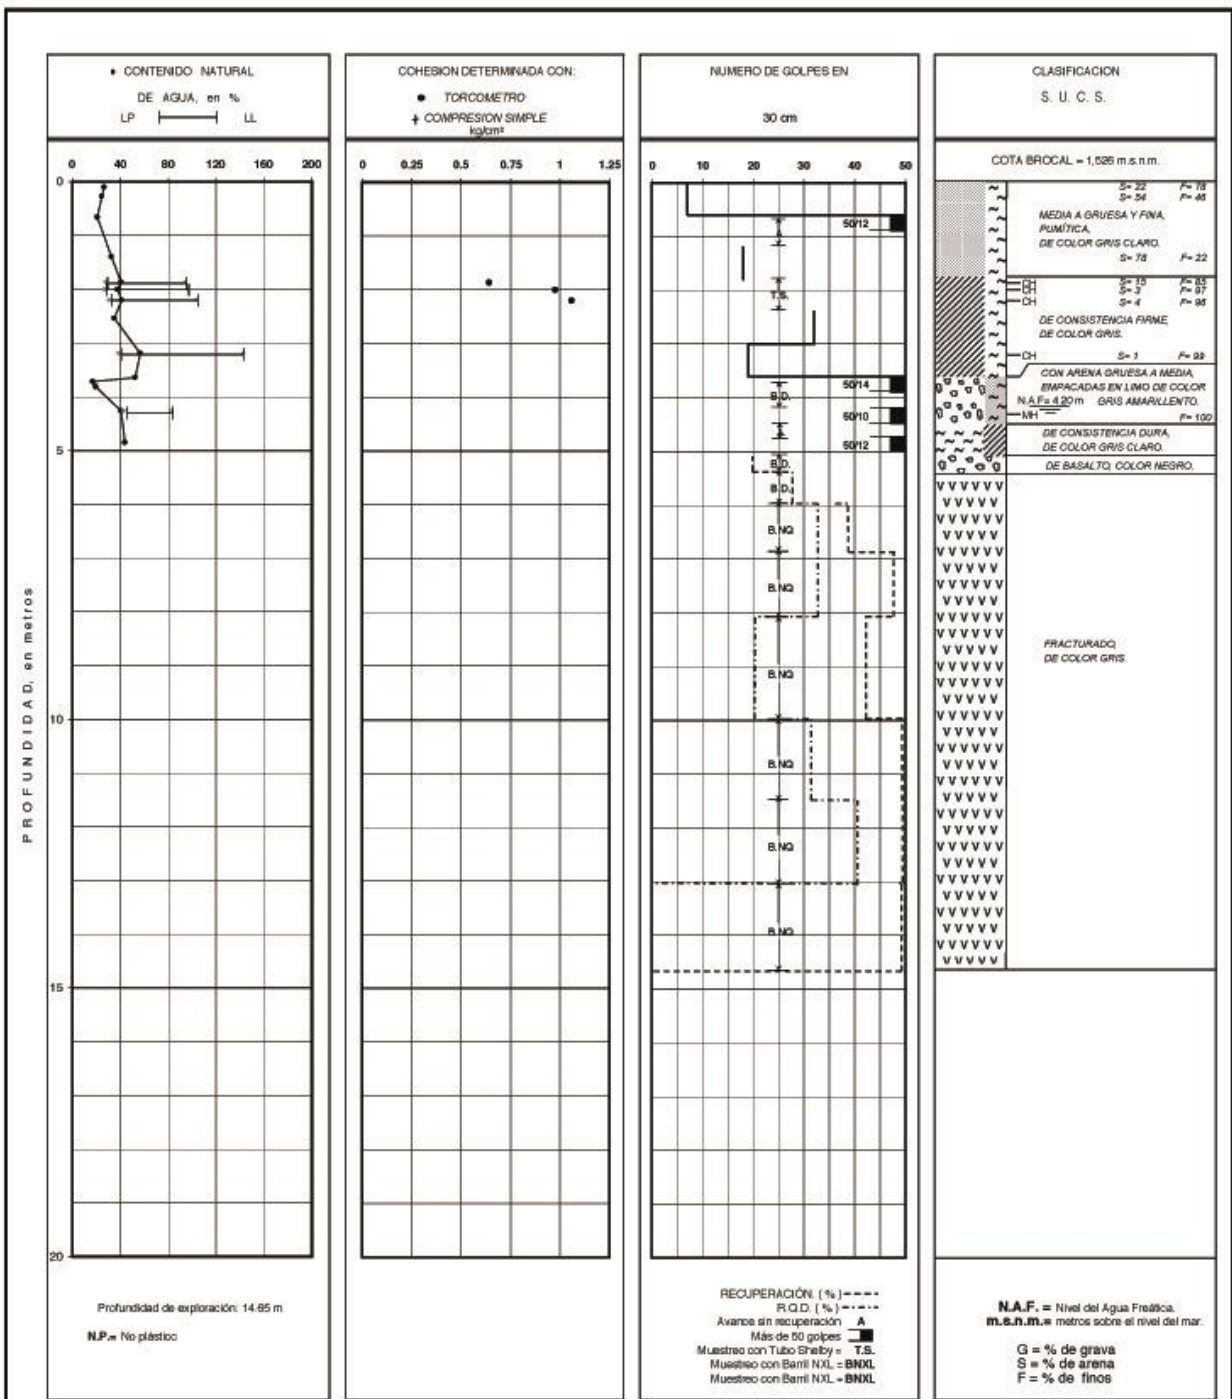 • CONTENIDO NATURAL
DE AGUA, en %
LP LL
COHESION DETERMINADA CON:
● TORCOMETRO
COMPRESION SIMPLE
kg/cm²
NUMERO DE GOLPES EN
30 cm
CLASIFICACION
S. U. C. S.
0 40 80 120 160 200
0 0.25 0.5 0.75 1 1.25
0 10 20 30 40 50
COTA BROCAL = 1,526 m.s.n.m.
PROFUNDIDAD, en metros
0
5
10
15
20
50/12
A
T.S.
50/14
B.D.
50/10
A
50/12
B.D.
B.D.
B.NQ
B.NQ
B.NQ
B.NQ
B.NQ
B.NQ
S= 22 F= 78
S= 54 F= 46
MEDIA A GRUESA Y FINA,
PUMÍTICA,
DE COLOR GRIS CLARO.
S= 78 F= 22
CH S= 15 F= 85
CH S= 3 F= 97
CH S= 4 F= 96
DE CONSISTENCIA FIRME,
DE COLOR GRIS.
CH S= 1 F= 99
CON ARENA GRUESA A MEDIA,
EMPACADAS EN LIMO DE COLOR
N.A.F= 4.20 m GRIS AMARILLENTO.
MH F= 100
DE CONSISTENCIA DURA,
DE COLOR GRIS CLARO.
DE BASALTO, COLOR NEGRO.
FRACTURADO,
DE COLOR GRIS.
Profundidad de exploración: 14.65 m
N.P.= No plástico
RECUPERACIÓN. ( % )
R.Q.D. ( % )
Avance sin recuperación A
Más de 50 golpes
Muestreo con Tubo Shelby = T.S.
Muestreo con Barril NXL = BNXL
Muestreo con Barril NXL = BNXL
N.A.F. = Nivel del Agua Freática.
m.s.n.m.= metros sobre el nivel del mar.
G = % de grava
S = % de arena
F = % de finos